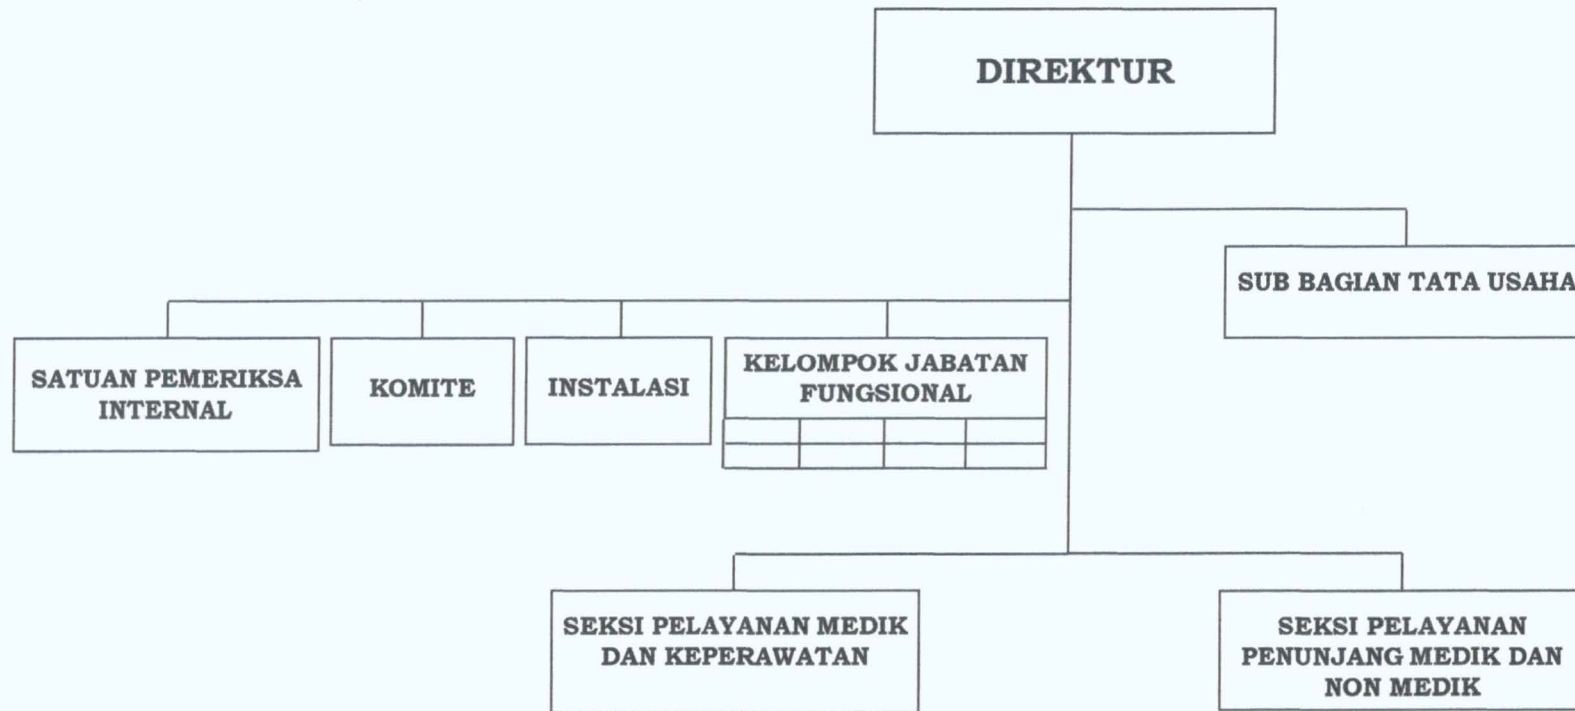 DIREKTUR
SUB BAGIAN TATA USAHA
SATUAN PEMERIKSA
INTERNAL
KOMITE
INSTALASI
KELOMPOK JABATAN
FUNGSIONAL
SEKSI PELAYANAN MEDIK
DAN KEPERAWATAN
SEKSI PELAYANAN
PENUNJANG MEDIK DAN
NON MEDIK